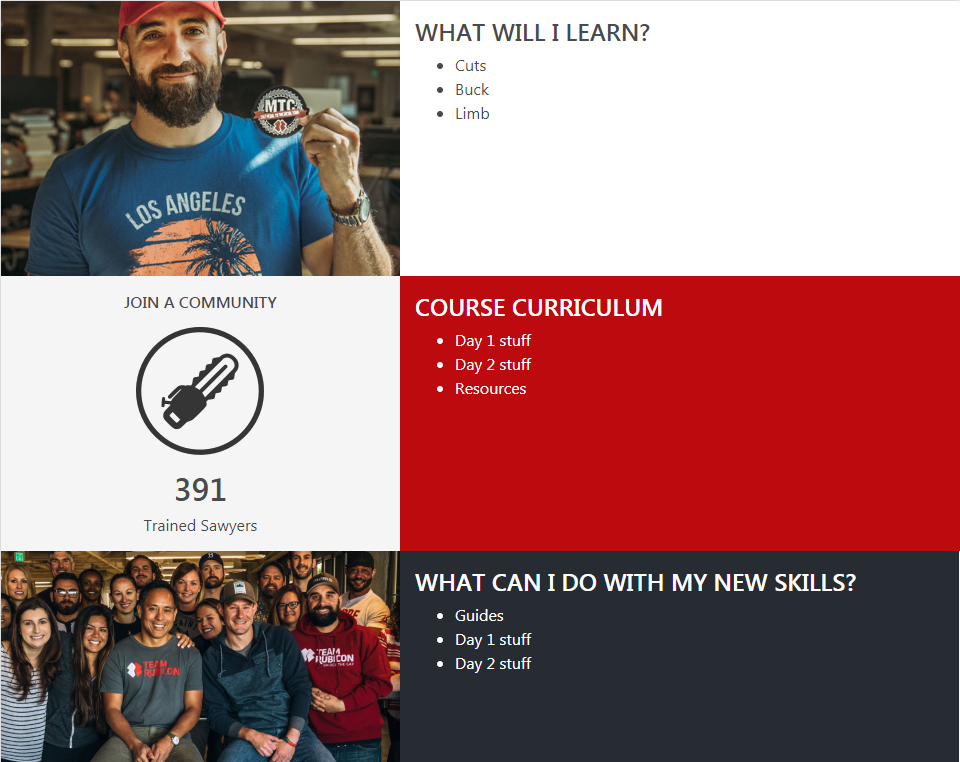 MTC
LOS ANGELES
WHAT WILL I LEARN?
Cuts
Buck
Limb
JOIN A COMMUNITY
391
Trained Sawyers
COURSE CURRICULUM
Day 1 stuff
Day 2 stuff
Resources
TEAM
RUBICON
TEAM
RUBICON
WHAT CAN I DO WITH MY NEW SKILLS?
Guides
Day 1 stuff
Day 2 stuff